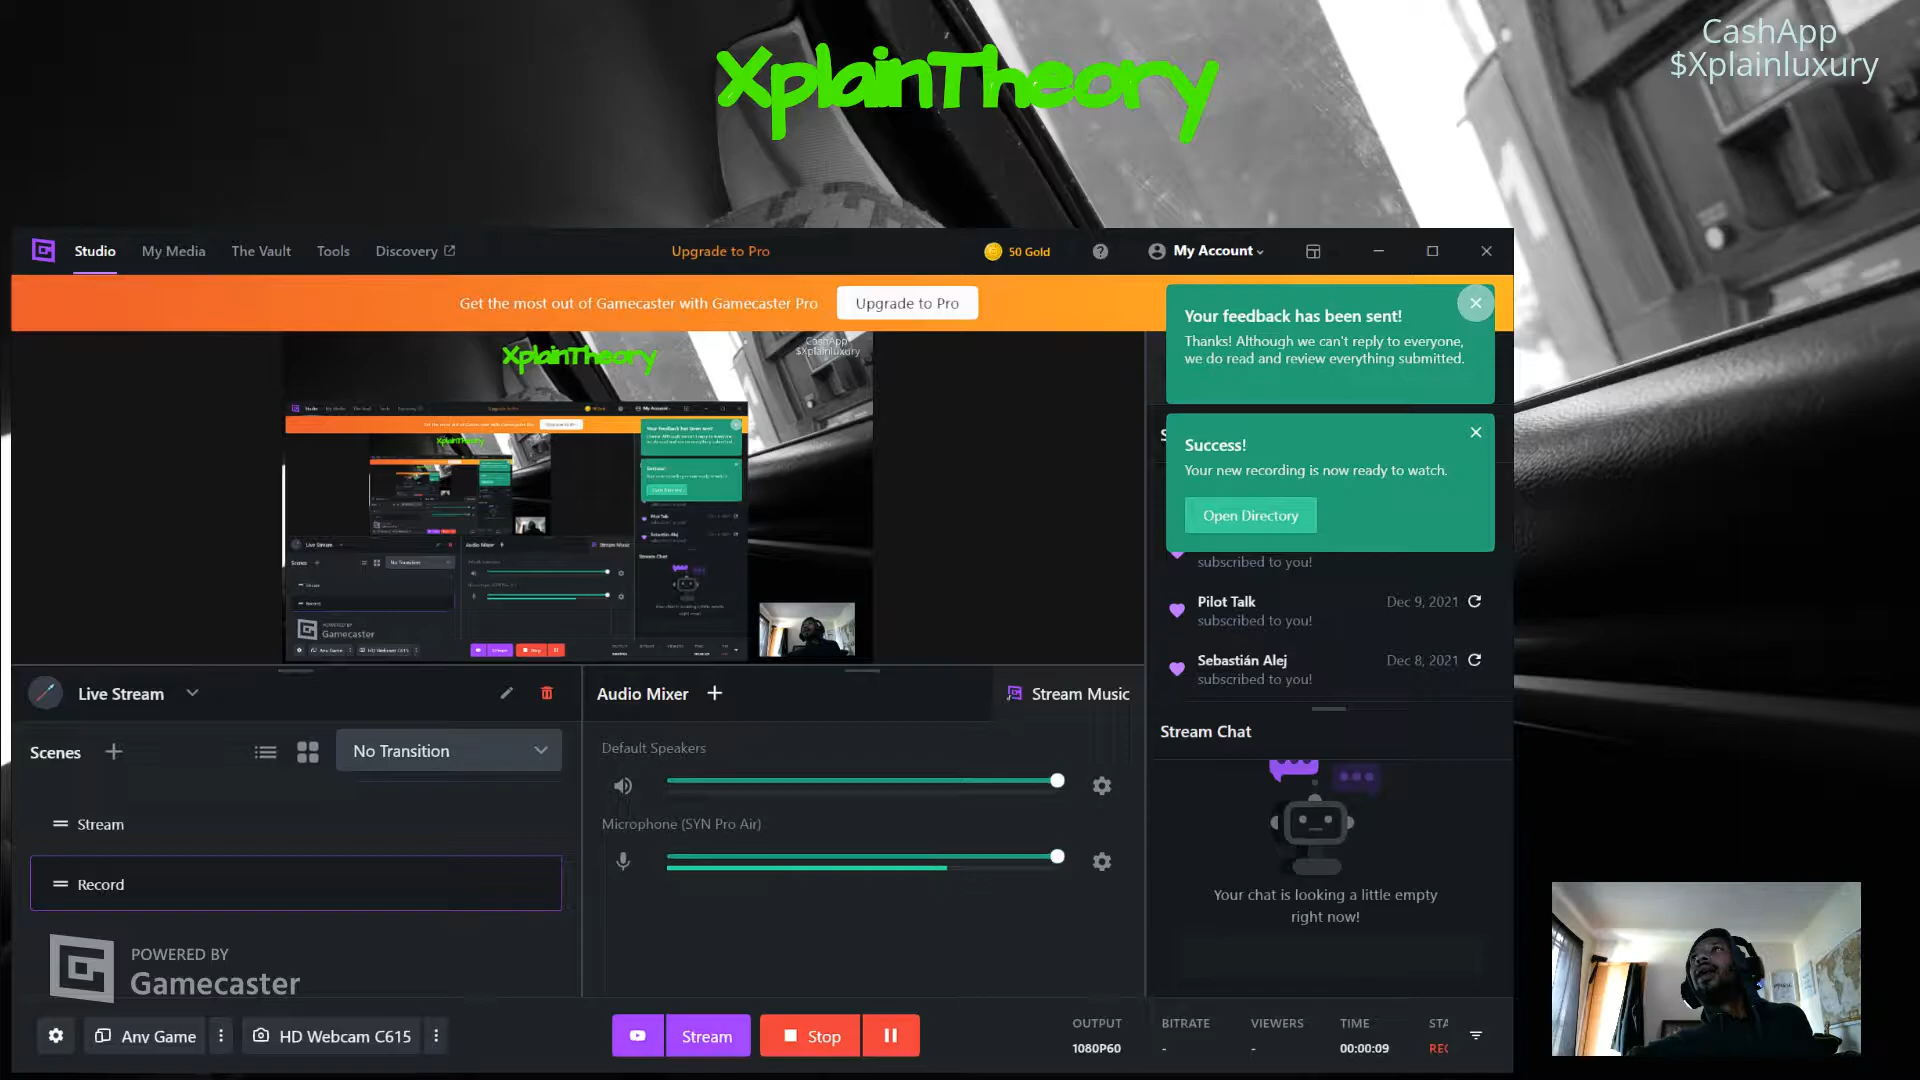 CashApp
$Xplainluxury
XplainTheory
Studio
My Media
The Vault
Tools
Discovery
Upgrade to Pro
50 Gold
My Account
Get the most out of Gamecaster with Gamecaster Pro
Upgrade to Pro
Your feedback has been sent!
Thanks! Although we can't reply to everyone,
we do read and review everything submitted.
Success!
Your new recording is now ready to watch.
Open Directory
subscribed to you!
Pilot Talk
Dec 9, 2021
subscribed to you!
Sebastián Alej
Dec 8, 2021
subscribed to you!
XplainTheory
CashApp
$Xplainluxury
Live Stream
Audio Mixer
Stream Music
Stream Chat
Scenes
No Transition
Default Speakers
Stream
Microphone (SYN Pro Air)
Record
Your chat is looking a little empty
right now!
POWERED BY
Gamecaster
Any Game
HD Webcam C615
Stream
Stop
OUTPUT
BITRATE
VIEWERS
TIME
STA
1080P60
-
-
00:00:09
REC